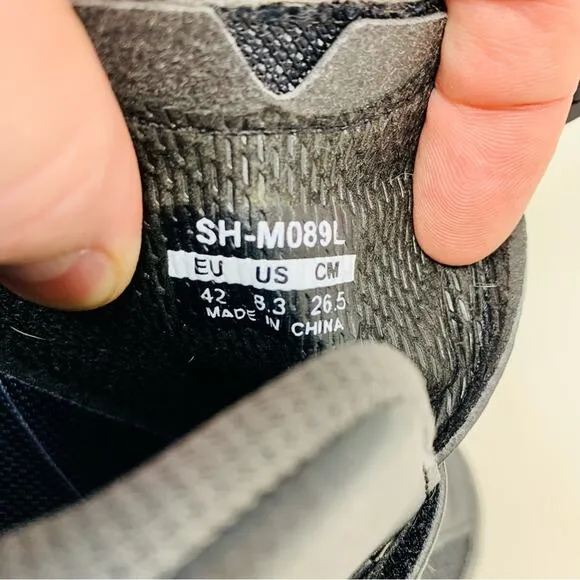 SH-M089L
EU US CM
42 8.3 26.5
MADE IN CHINA